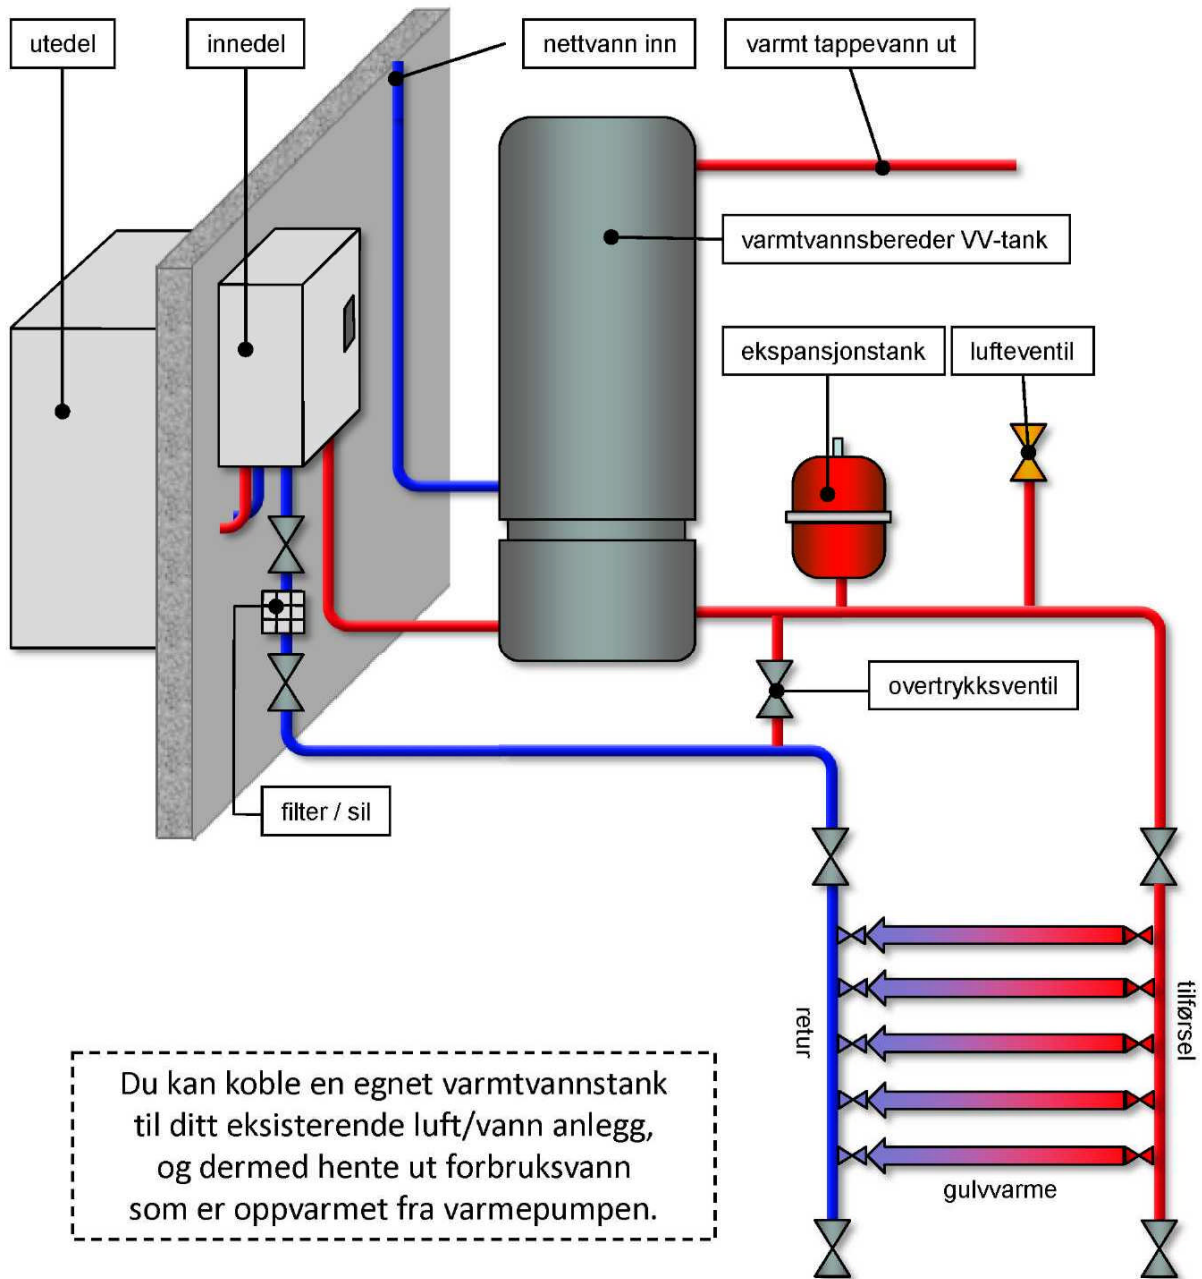 utedel
innedel
nettvann inn
varmt tappevann ut
varmtvannsbereder VV-tank
ekspansjonstank
lufteventil
overtrykksventil
filter / sil
retur
tilførsel
gulvvarme
Du kan koble en egnet varmtvannstank
til ditt eksisterende luft/vann anlegg,
og dermed hente ut forbruksvann
som er oppvarmet fra varmepumpen.